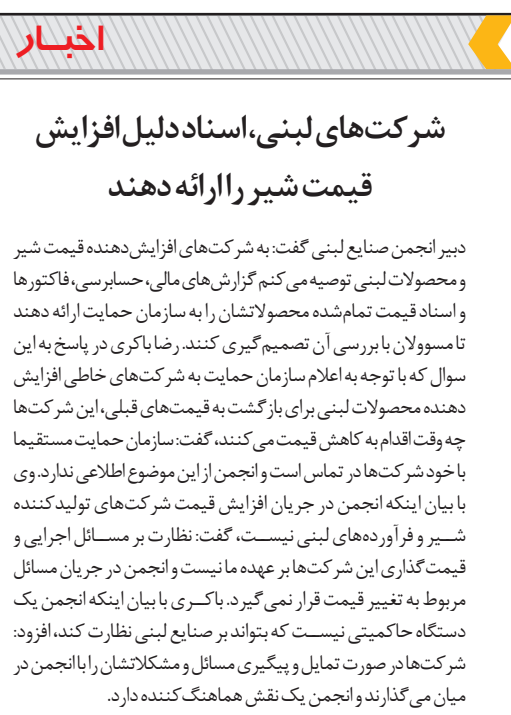 اخبار
شرکت‌های لبنی، اسناد دلیل افزایش
قیمت شیر را ارائه دهند
دبیر انجمن صنایع لبنی گفت: به شرکت‌های افزایش‌دهنده قیمت شیر
و محصولات لبنی توصیه می‌کنم گزارش‌های مالی، حسابرسی، فاکتورها
و اسناد قیمت تمام‌شده محصولاتشان را به سازمان حمایت ارائه دهند
تا مسوولان با بررسی آن تصمیم‌گیری کنند. رضا باکری در پاسخ به این
سوال که با توجه به اعلام سازمان حمایت به شرکت‌های خاطی افزایش
دهنده محصولات لبنی برای بازگشت به قیمت‌های قبلی، این شرکت‌ها
چه وقت اقدام به کاهش قیمت می‌کنند، گفت: سازمان حمایت مستقیما
با خود شرکت‌ها در تماس است و انجمن از این موضوع اطلاعی ندارد. وی
با بیان اینکه انجمن در جریان افزایش قیمت شرکت‌های تولیدکننده
شیر و فرآورده‌های لبنی نیست، گفت: نظارت بر مسائل اجرایی و
قیمت‌گذاری این شرکت‌ها بر عهده ما نیست و انجمن در جریان مسائل
مربوط به تغییر قیمت قرار نمی‌گیرد. باکری با بیان اینکه انجمن یک
دستگاه حاکمیتی نیست که بتواند بر صنایع لبنی نظارت کند، افزود:
شرکت‌ها در صورت تمایل و پیگیری مسائل و مشکلاتشان را با انجمن در
میان می‌گذارند و انجمن یک نقش هماهنگ‌کننده دارد.